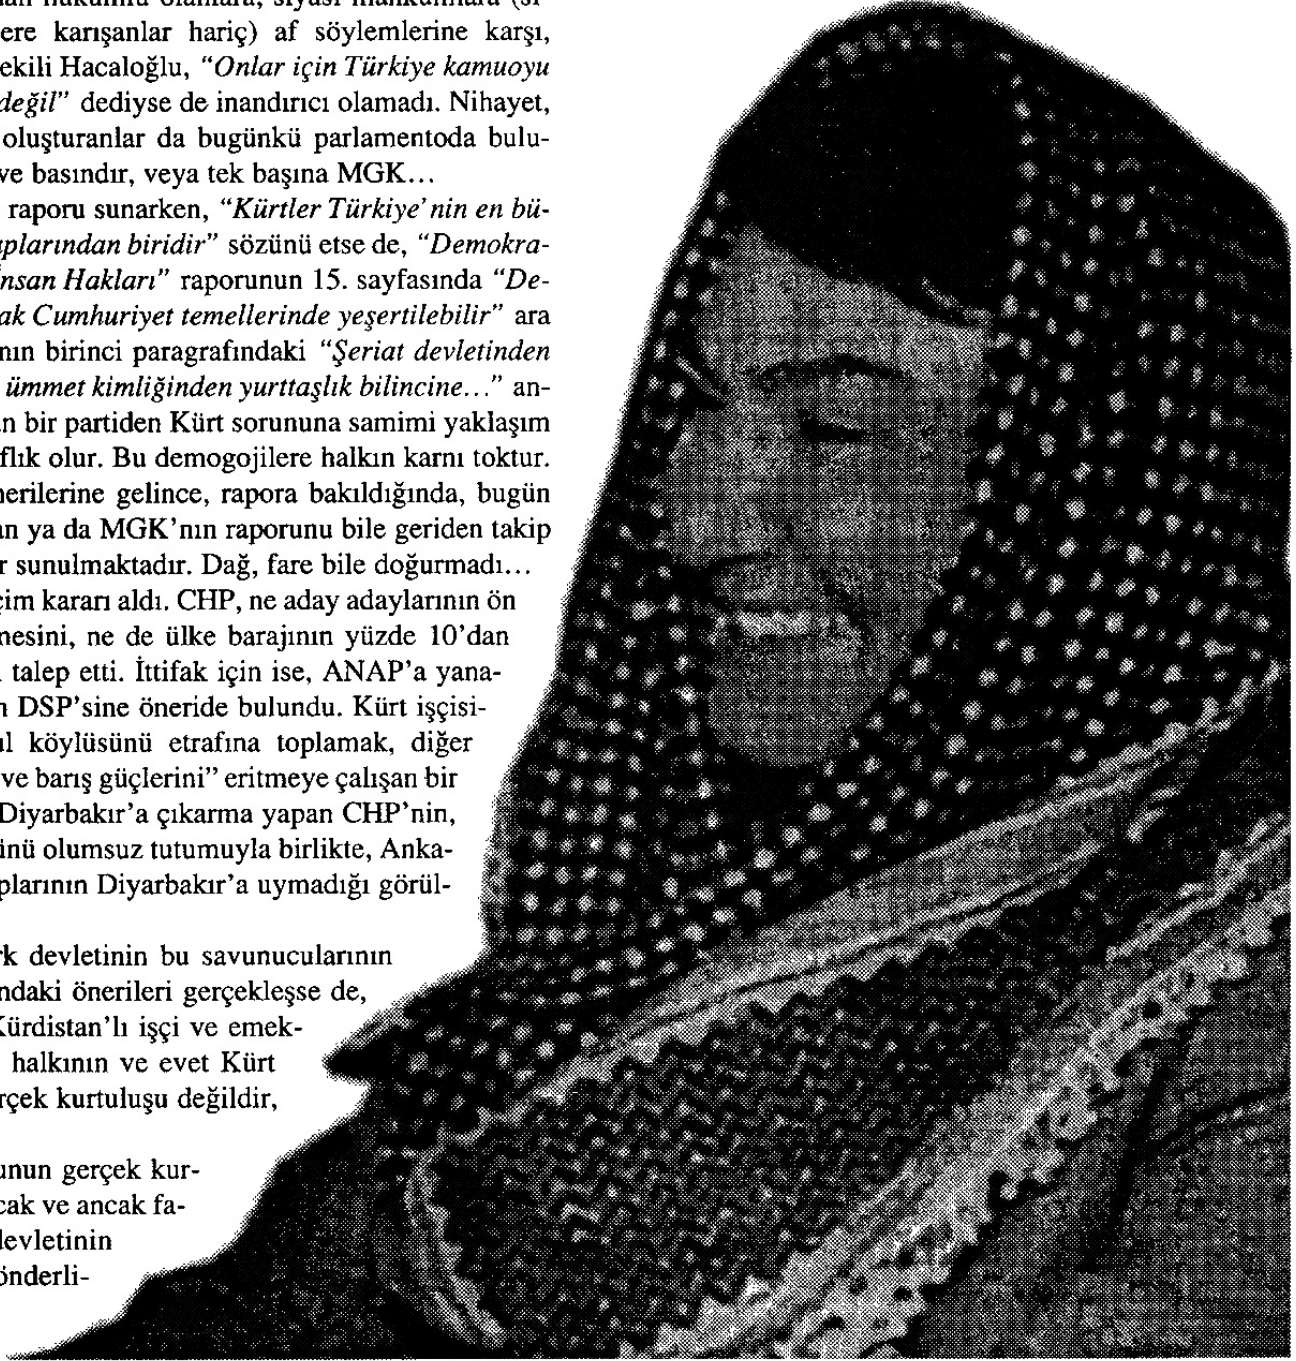 hükümlü olanlara, siyasi mahkumlara (si-
ere karışanlar hariç) af söylemlerine karşı,
ekili Hacaloğlu, “Onlar için Türkiye kamuoyu
değil” dediyse de inandırıcı olamadı. Nihayet,
oluşturanlar da bugünkü parlamentoda bulu-
ve basındır, veya tek başına MGK...
raporu sunarken, “Kürtler Türkiye'nin en bü-
plarından biridir” sözünü etse de, “Demokra-
nsan Hakları” raporunun 15. sayfasında “De-
ak Cumhuriyet temellerinde yeşertilebilir” ara
nın birinci paragrafındaki “Şeriat devletinden
ümmet kimliğinden yurttaşlık bilincine...” an-
n bir partiden Kürt sorununa samimi yaklaşım
flık olur. Bu demogojilere halkın karnı toktur.
nerilerine gelince, rapora bakıldığında, bugün
an ya da MGK'nın raporunu bile geriden takip
r sunulmaktadır. Dağ, fare bile doğurmadı...
çim kararı aldı. CHP, ne aday adaylarının ön
mesini, ne de ülke barajının yüzde 10'dan
talep etti. İttifak için ise, ANAP'a yana-
n DSP'sine öneride bulundu. Kürt işçisi-
ul köylüsünü etrafına toplamak, diğer
ve barış güçlerini” eritmeye çalışan bir
Diyarbakır'a çıkarma yapan CHP'nin,
ünü olumsuz tutumuyla birlikte, Anka-
plarının Diyarbakır'a uymadığı görül-
rk devletinin bu savunucularının
ndaki önerileri gerçekleşse de,
Kürdistan'lı işçi ve emek-
halkının ve evet Kürt
rçek kurtuluşu değildir,
unun gerçek kur-
cak ve ancak fa-
devletinin
önderli-